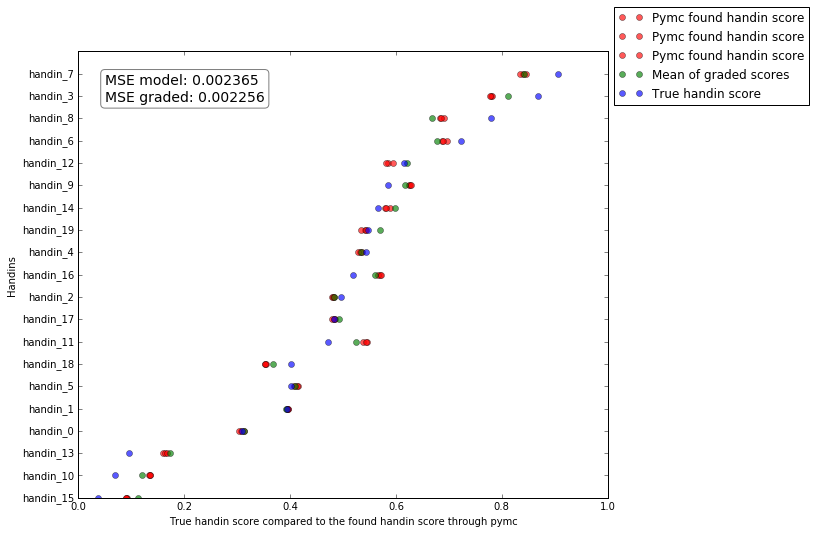 Pymc found handin score
Pymc found handin score
Pymc found handin score
Mean of graded scores
True handin score
MSE model: 0.002365
MSE graded: 0.002256
Handins
handin_7
handin_3
handin_8
handin_6
handin_12
handin_9
handin_14
handin_19
handin_4
handin_16
handin_2
handin_17
handin_11
handin_18
handin_5
handin_1
handin_0
handin_13
handin_10
handin_15
0.0 0.2 0.4 0.6 0.8 1.0
True handin score compared to the found handin score through pymc